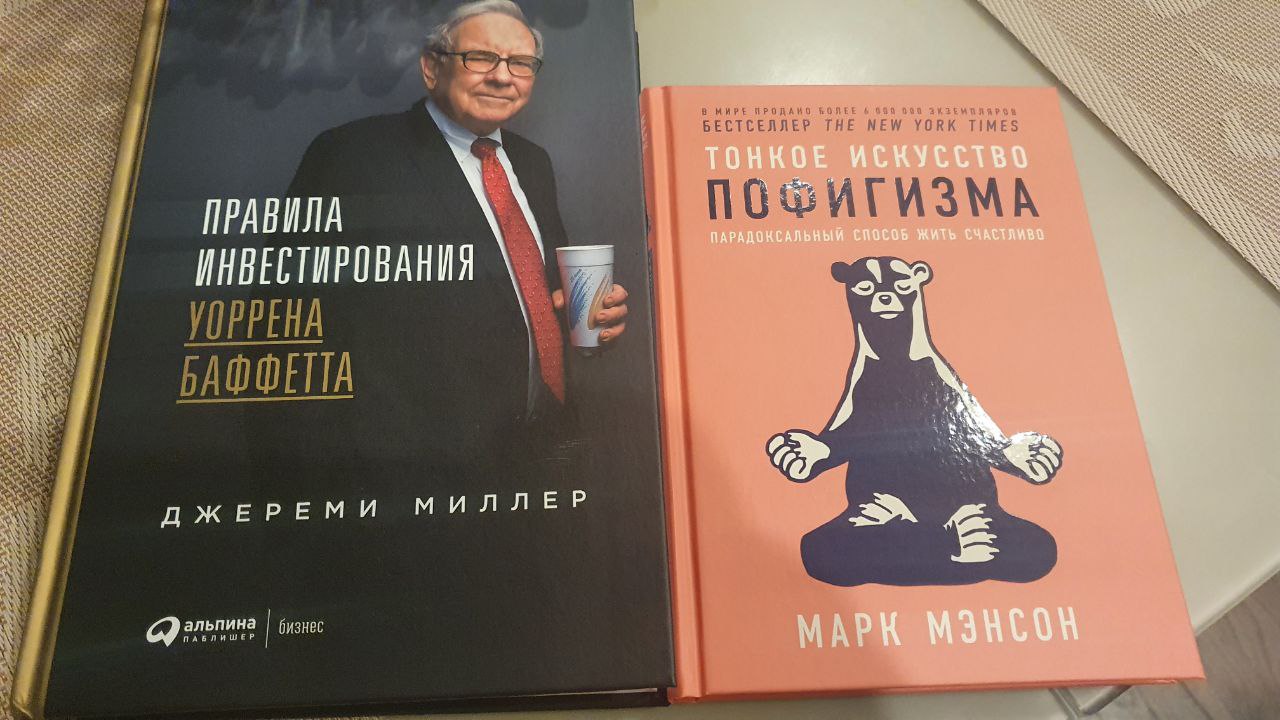 ПРАВИЛА
ИНВЕСТИРОВАНИЯ
УОРРЕНА
БАФФЕТТА
ДЖЕРЕМИ МИЛЛЕР
альпина
ПАБЛИШЕР
бизнес
В МИРЕ ПРОДАНО БОЛЕЕ 6 000 000 ЭКЗЕМПЛЯРОВ
БЕСТСЕЛЛЕР THE NEW YORK TIMES
ТОНКОЕ ИСКУССТВО
ПОФИГИЗМА
ПАРАДОКСАЛЬНЫЙ СПОСОБ ЖИТЬ СЧАСТЛИВО
МАРК МЭНСОН